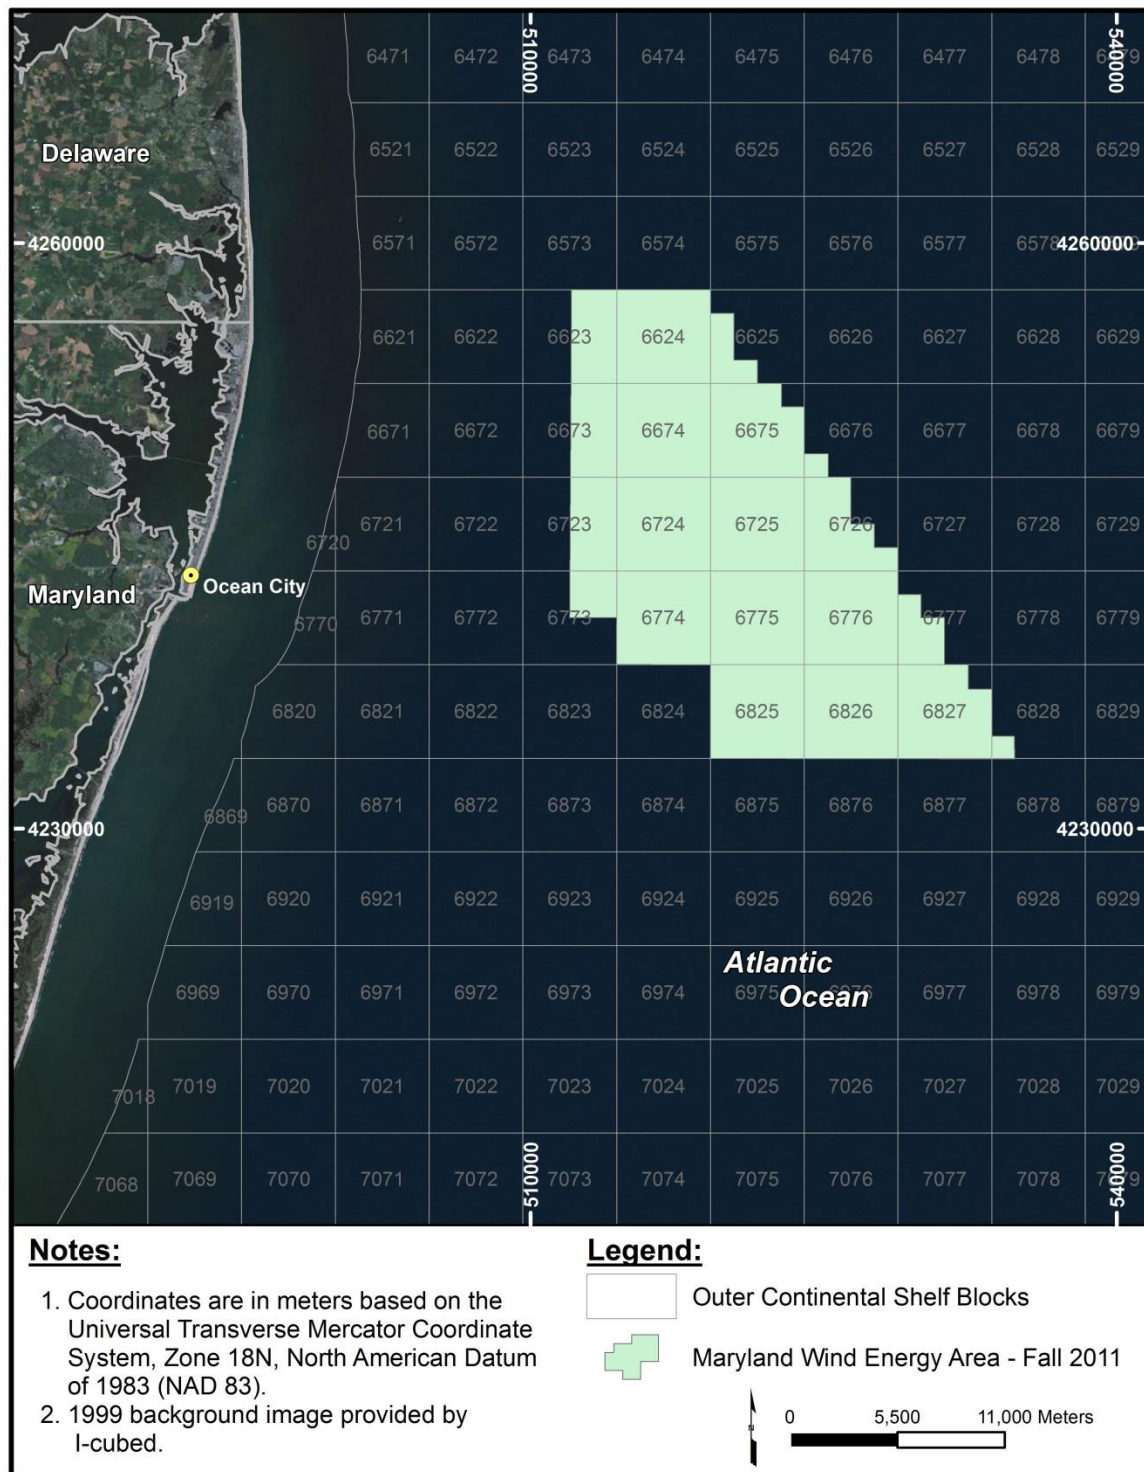 510000
540000
6471 6472 6473 6474 6475 6476 6477 6478 6479
Delaware
6521 6522 6523 6524 6525 6526 6527 6528 6529
4260000
6571 6572 6573 6574 6575 6576 6577 6578 6579
4260000
6621 6622 6623 6624 6625 6626 6627 6628 6629
6671 6672 6673 6674 6675 6676 6677 6678 6679
6720 6721 6722 6723 6724 6725 6726 6727 6728 6729
Ocean City
Maryland
6770 6771 6772 6773 6774 6775 6776 6777 6778 6779
6820 6821 6822 6823 6824 6825 6826 6827 6828 6829
6869 6870 6871 6872 6873 6874 6875 6876 6877 6878 6879
4230000
4230000
6919 6920 6921 6922 6923 6924 6925 6926 6927 6928 6929
Atlantic
Ocean
6969 6970 6971 6972 6973 6974 6975 6976 6977 6978 6979
7018 7019 7020 7021 7022 7023 7024 7025 7026 7027 7028 7029
7068 7069 7070 7071 7072 7073 7074 7075 7076 7077 7078 7079
510000
540000
Notes:
1. Coordinates are in meters based on the
Universal Transverse Mercator Coordinate
System, Zone 18N, North American Datum
of 1983 (NAD 83).
2. 1999 background image provided by
I-cubed.
Legend:
Outer Continental Shelf Blocks
Maryland Wind Energy Area - Fall 2011
N
0 5,500 11,000 Meters